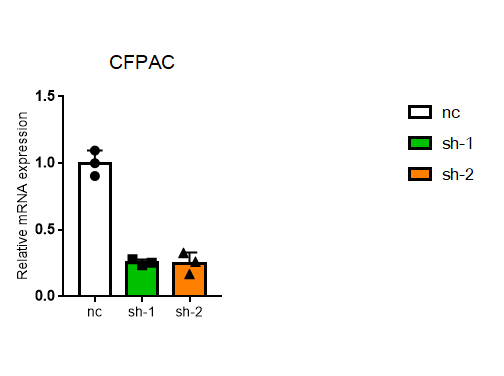 CFPAC
Relative mRNA expression
1.5
1.0
0.5
0.0
nc
sh-1
sh-2
nc
sh-1
sh-2